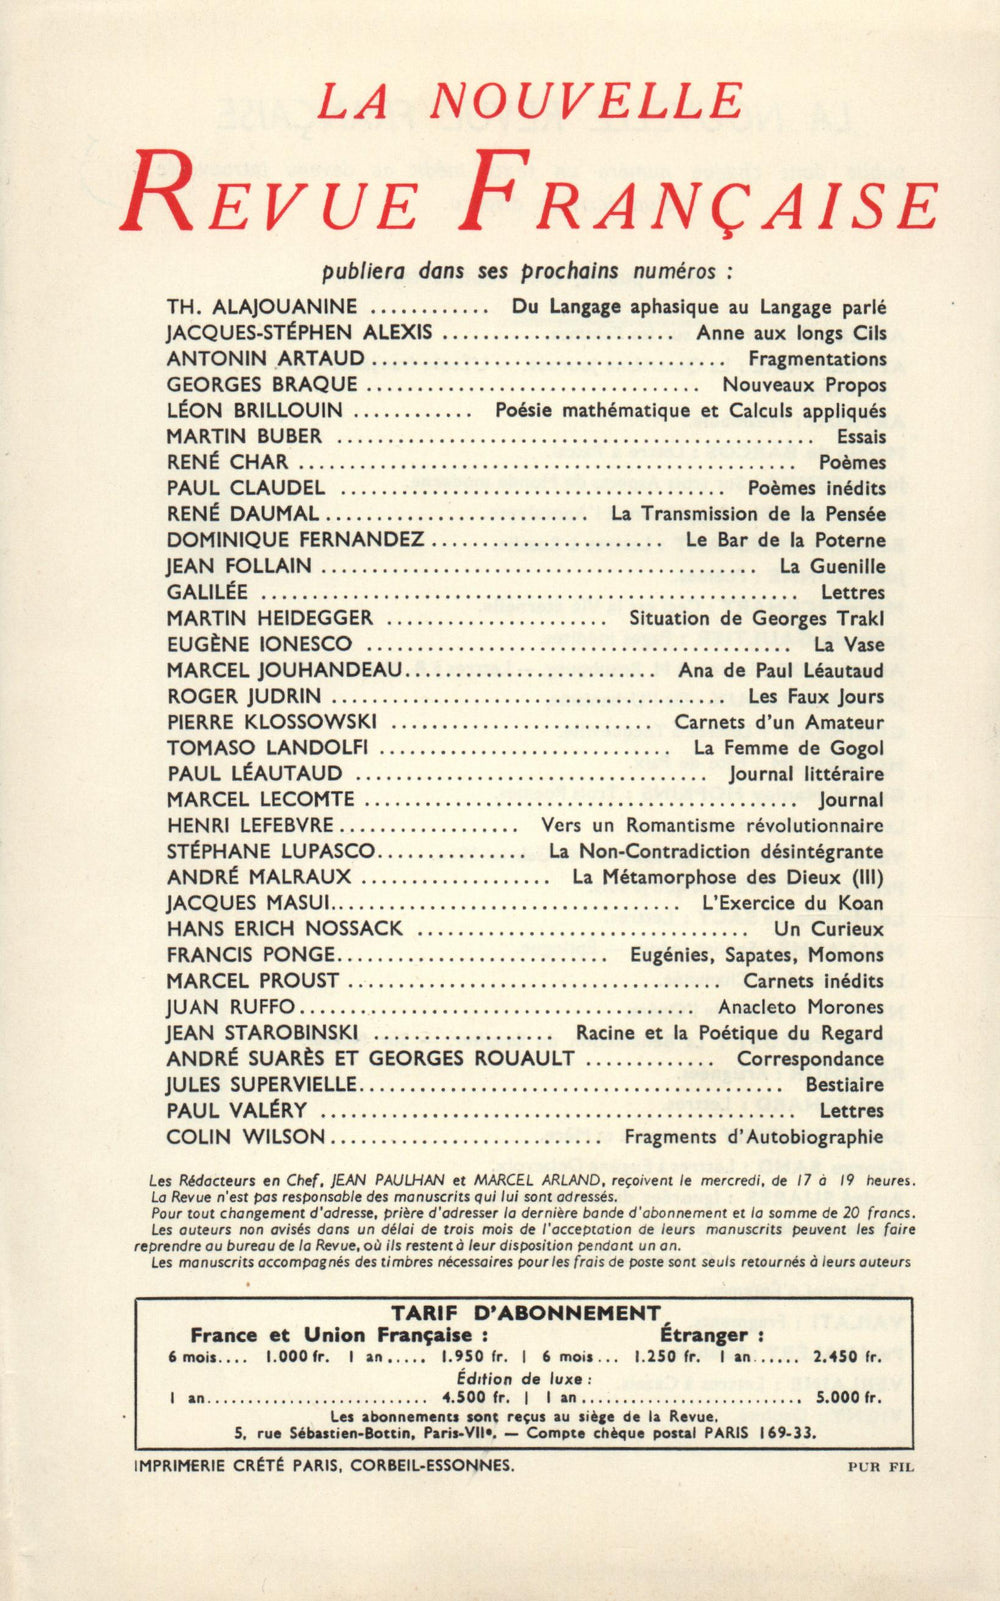 LA NOUVELLE
REVUE FRANÇAISE
publiera dans ses prochains numéros :
TH. ALAJOUANINE ............ Du Langage aphasique au Langage parlé
JACQUES-STÉPHEN ALEXIS ....................... Anne aux longs Cils
ANTONIN ARTAUD................................... Fragmentations
GEORGES BRAQUE ................................. Nouveaux Propos
LÉON BRILLOUIN ............ Poésie mathématique et Calculs appliqués
MARTIN BUBER ............................................... Essais
RENÉ CHAR ................................................. Poèmes
PAUL CLAUDEL ...................................... Poèmes inédits
RENÉ DAUMAL.......................... La Transmission de la Pensée
DOMINIQUE FERNANDEZ....................... Le Bar de la Poterne
JEAN FOLLAIN ........................................... La Guenille
GALILÉE ..................................................... Lettres
MARTIN HEIDEGGER ...................... Situation de Georges Trakl
EUGÈNE IONESCO .......................................... La Vase
MARCEL JOUHANDEAU......................... Ana de Paul Léautaud
ROGER JUDRIN ....................................... Les Faux Jours
PIERRE KLOSSOWSKI .......................... Carnets d'un Amateur
TOMASO LANDOLFI ............................. La Femme de Gogol
PAUL LÉAUTAUD ................................... Journal littéraire
MARCEL LECOMTE ........................................... Journal
HENRI LEFEBVRE.................. Vers un Romantisme révolutionnaire
STÉPHANE LUPASCO............... La Non-Contradiction désintégrante
ANDRÉ MALRAUX ................... La Métamorphose des Dieux (III)
JACQUES MASUI................................... L'Exercice du Koan
HANS ERICH NOSSACK ................................. Un Curieux
FRANCIS PONGE........................... Eugénies, Sapates, Momons
MARCEL PROUST ..................................... Carnets inédits
JUAN RUFFO....................................... Anacleto Morones
JEAN STAROBINSKI .................. Racine et la Poétique du Regard
ANDRÉ SUARÈS ET GEORGES ROUAULT ............. Correspondance
JULES SUPERVIELLE.......................................... Bestiaire
PAUL VALÉRY ............................................... Lettres
COLIN WILSON........................... Fragments d'Autobiographie
Les Rédacteurs en Chef, JEAN PAULHAN et MARCEL ARLAND, reçoivent le mercredi, de 17 à 19 heures.
La Revue n'est pas responsable des manuscrits qui lui sont adressés.
Pour tout changement d'adresse, prière d'adresser la dernière bande d'abonnement et la somme de 20 francs.
Les auteurs non avisés dans un délai de trois mois de l'acceptation de leurs manuscrits peuvent les faire
reprendre au bureau de la Revue, où ils restent à leur disposition pendant un an.
Les manuscrits accompagnés des timbres nécessaires pour les frais de poste sont seuls retournés à leurs auteurs
TARIF D'ABONNEMENT
France et Union Française : Étranger :
6 mois.... 1.000 fr. 1 an..... 1.950 fr. | 6 mois... 1.250 fr. 1 an...... 2.450 fr.
Édition de luxe :
1 an.......................... 4.500 fr. | 1 an.......................... 5.000 fr.
Les abonnements sont reçus au siège de la Revue,
5, rue Sébastien-Bottin, Paris-VIIe. — Compte chèque postal PARIS 169-33.
IMPRIMERIE CRÉTÉ PARIS, CORBEIL-ESSONNES. PUR FIL